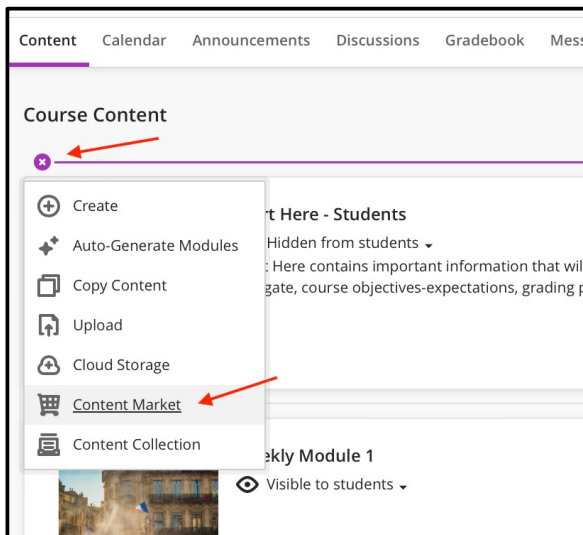 Content Calendar Announcements Discussions Gradebook Mess
Course Content
Create
Auto-Generate Modules
Copy Content
Upload
Cloud Storage
Content Market
Content Collection
rt Here - Students
Hidden from students
: Here contains important information that wil
gate, course objectives-expectations, grading p
ekly Module 1
Visible to students